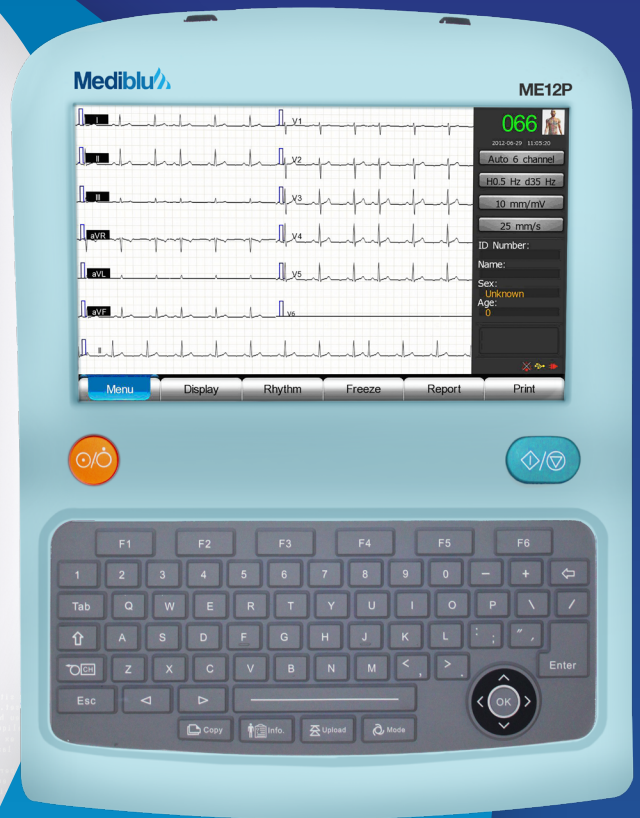 Mediblu
ME12P
I
V1
066
2012-06-29 11:05:20
Auto 6 channel
II
V2
H0.5 Hz d35 Hz
III
V3
10 mm/mV
25 mm/s
aVR
V4
ID Number:
Name:
aVL
V5
Sex:
Unknown
Age:
0
aVF
V6
II
Menu Display Rhythm Freeze Report Print
F1 F2 F3 F4 F5 F6
1 2 3 4 5 6 7 8 9 0 - +
Tab Q W E R T Y U I O P \ /
A S D F G H J K L : ; " ,
CH Z X C V B N M < , > . Enter
Esc OK
Copy Info. Upload Mode